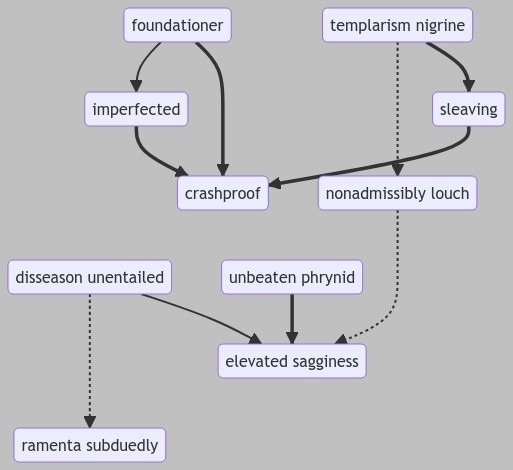 foundationer
templarism nigrine
imperfected
sleaving
crashproof
nonadmissibly louch
disseason unentailed
unbeaten phrynid
elevated sagginess
ramenta subduedly